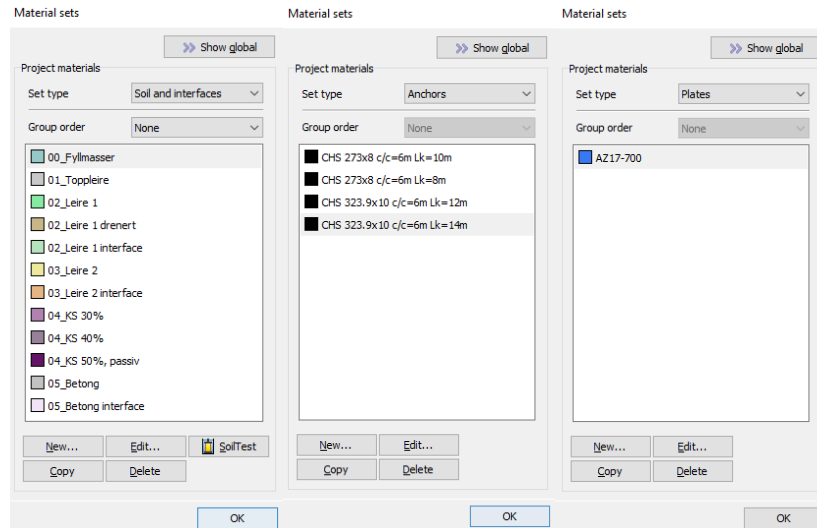 Material sets
Show global
Project materials
Set type Soil and interfaces
Group order None
00_Fyllmasser
01_Toppleire
02_Leire 1
02_Leire 1 drenert
02_Leire 1 interface
03_Leire 2
03_Leire 2 interface
04_KS 30%
04_KS 40%
04_KS 50%, passiv
05_Betong
05_Betong interface
New... Edit... SoilTest
Copy Delete
OK
Material sets
Show global
Project materials
Set type Anchors
Group order None
CHS 273x8 c/c=6m Lk=10m
CHS 273x8 c/c=6m Lk=8m
CHS 323.9x10 c/c=6m Lk=12m
CHS 323.9x10 c/c=6m Lk=14m
New... Edit...
Copy Delete
OK
Material sets
Show global
Project materials
Set type Plates
Group order None
AZ17-700
New... Edit...
Copy Delete
OK